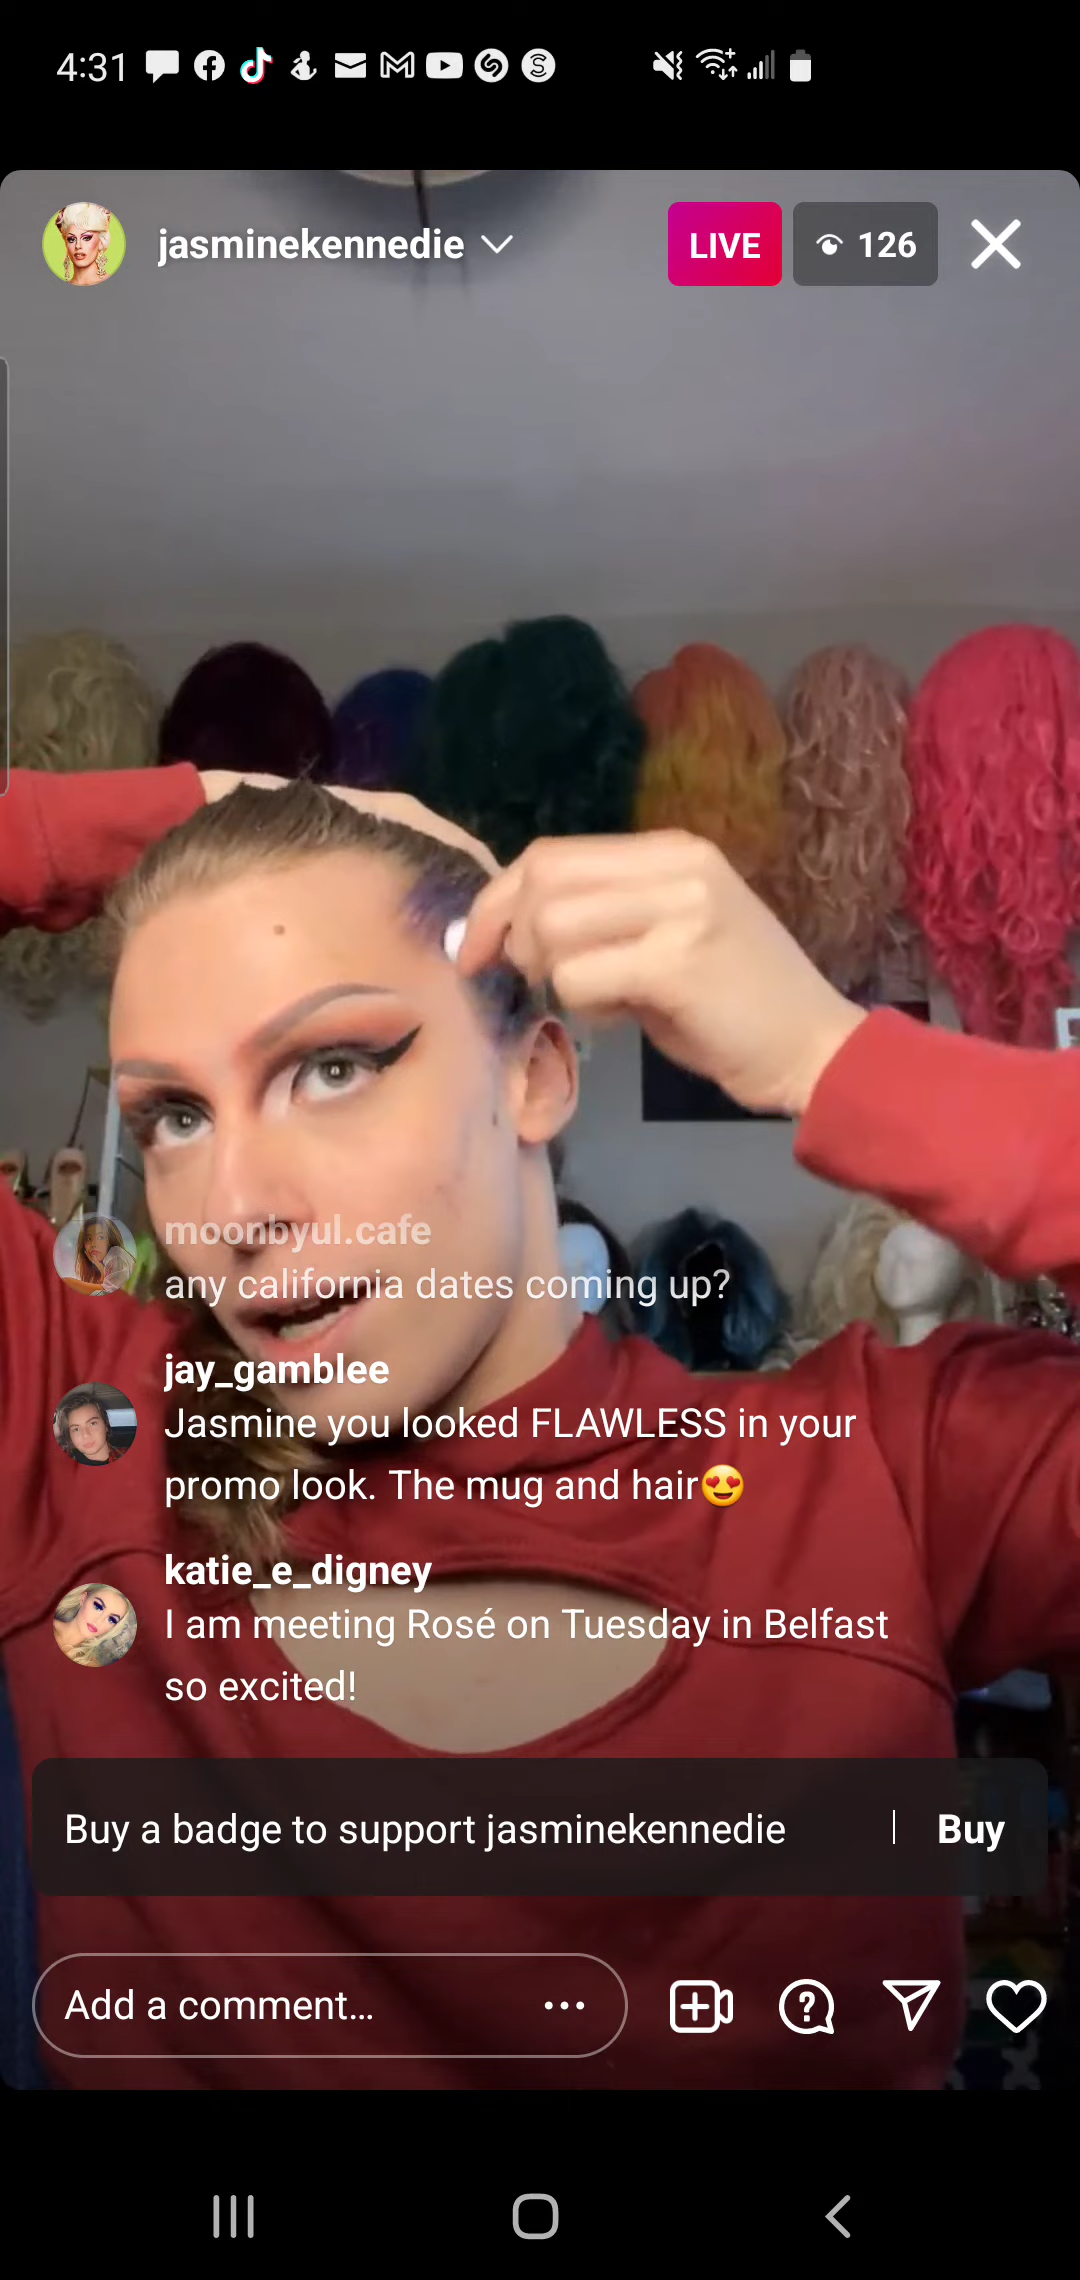 4:31
jasminekennedie
LIVE
126
moonbyul.cafe
any california dates coming up?
jay_gamblee
Jasmine you looked FLAWLESS in your
promo look. The mug and hair😍
katie_e_digney
I am meeting Rosé on Tuesday in Belfast
so excited!
Buy a badge to support jasminekennedie | Buy
Add a comment...